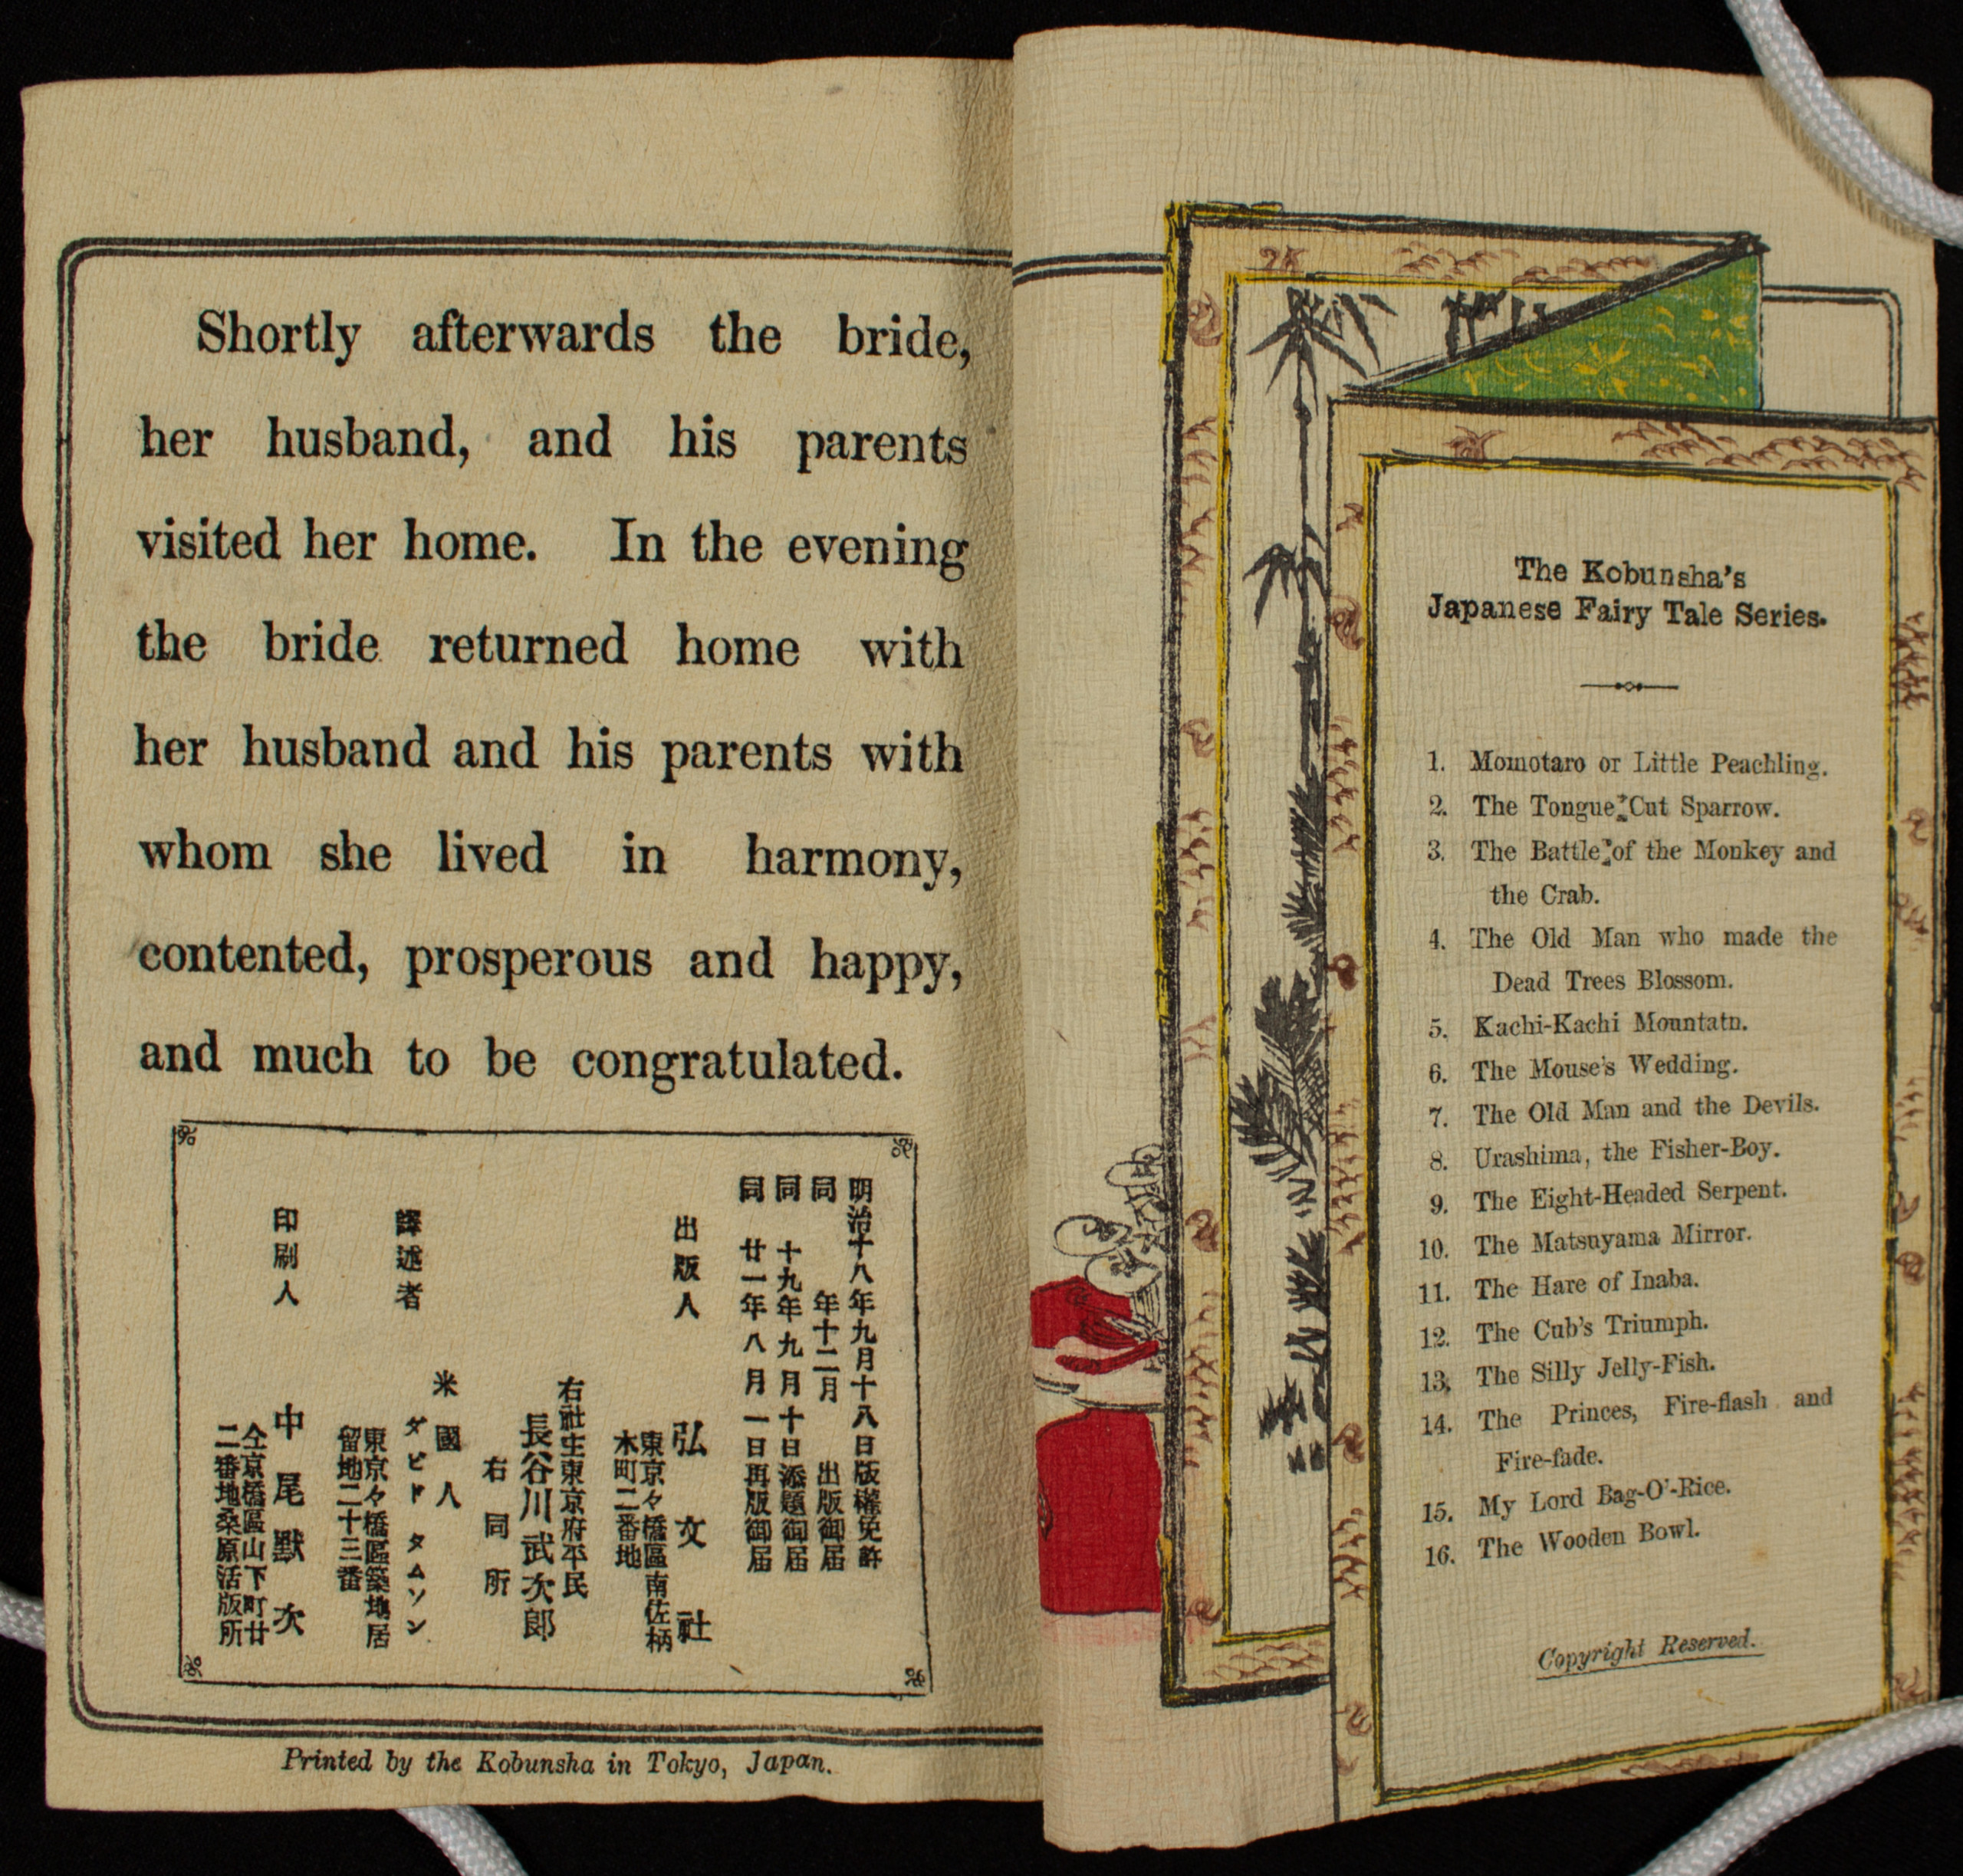 Shortly afterwards the bride,
her husband, and his parents
visited her home. In the evening
the bride returned home with
her husband and his parents with
whom she lived in harmony,
contented, prosperous and happy,
and much to be congratulated.
明治十八年九月十八日版權免許
同 年十二月 出版御届
同 十九年九月十日添題御届
同 廿一年八月一日再版御届
出版人 弘文社
東京々橋區南佐柄
木町二番地
右社主東京府平民
長谷川武次郎
右同所
米國人
譯述者 ダビド タムソン
東京々橋區築地居
留地二十三番
印刷人 中尾默次
仝京橋區山下町廿
二番地桑原活版所
Printed by the Kobunsha in Tokyo, Japan.
The Kobunsha's
Japanese Fairy Tale Series.
1. Momotaro or Little Peachling.
2. The Tongue Cut Sparrow.
3. The Battle of the Monkey and
the Crab.
4. The Old Man who made the
Dead Trees Blossom.
5. Kachi-Kachi Mountatn.
6. The Mouse's Wedding.
7. The Old Man and the Devils.
8. Urashima, the Fisher-Boy.
9. The Eight-Headed Serpent.
10. The Matsuyama Mirror.
11. The Hare of Inaba.
12. The Cub's Triumph.
13. The Silly Jelly-Fish.
14. The Princes, Fire-flash and
Fire-fade.
15. My Lord Bag-O'-Rice.
16. The Wooden Bowl.
Copyright Reserved.